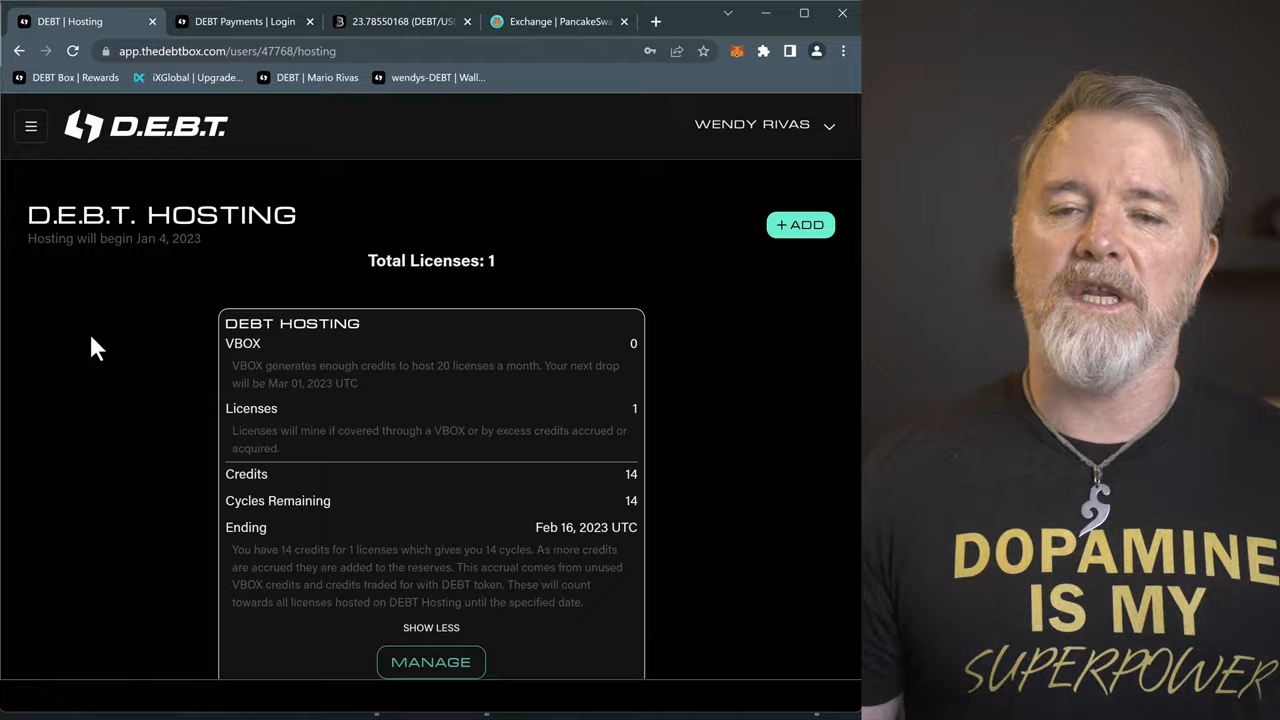 DEBT | Hosting
DEBT Payments | Login
23.78550168 (DEBT/USD
Exchange | PancakeSwa
app.thedebtbox.com/users/47768/hosting
DEBT Box | Rewards
iXGlobal | Upgrade...
DEBT | Mario Rivas
wendys-DEBT | Wall...
D.E.B.T.
WENDY RIVAS
D.E.B.T. HOSTING
Hosting will begin Jan 4, 2023
+ ADD
Total Licenses: 1
DEBT HOSTING
VBOX 0
VBOX generates enough credits to host 20 licenses a month. Your next drop
will be Mar 01, 2023 UTC
Licenses 1
Licenses will mine if covered through a VBOX or by excess credits accrued or
acquired.
Credits 14
Cycles Remaining 14
Ending Feb 16, 2023 UTC
You have 14 credits for 1 licenses which gives you 14 cycles. As more credits
are accrued they are added to the reserves. This accrual comes from unused
VBOX credits and credits traded for with DEBT token. These will count
towards all licenses hosted on DEBT Hosting until the specified date.
SHOW LESS
MANAGE
DOPAMINE
IS MY
SUPERPOWER